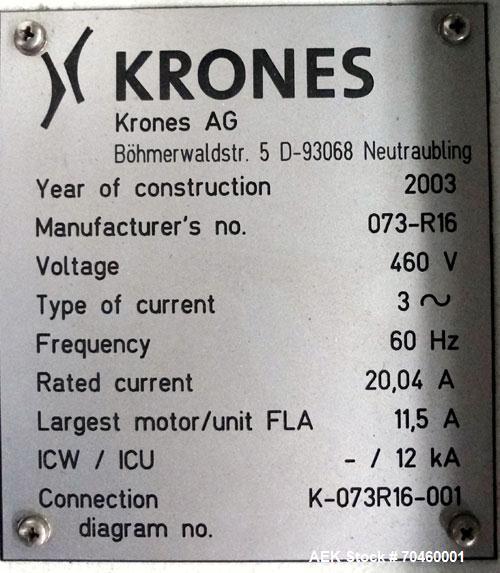 KRONES
Krones AG
Böhmerwaldstr. 5 D-93068 Neutraubling
Year of construction 2003
Manufacturer's no. 073-R16
Voltage 460 V
Type of current 3 ~
Frequency 60 Hz
Rated current 20,04 A
Largest motor/unit FLA 11,5 A
ICW / ICU - / 12 kA
Connection K-073R16-001
diagram no.
AEK Stock # 70460001